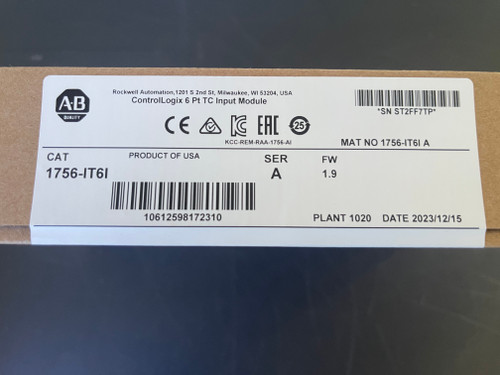 Rockwell Automation,1201 S 2nd St, Milwaukee, WI 53204, USA
ControlLogix 6 Pt TC Input Module
A-B
QUALITY
CE EAC 25
KCC-REM-RAA-1756-AI
*SN ST2FF7TP*
MAT NO 1756-IT6I A
CAT PRODUCT OF USA SER FW
1756-IT6I A 1.9
10612598172310
PLANT 1020 DATE 2023/12/15